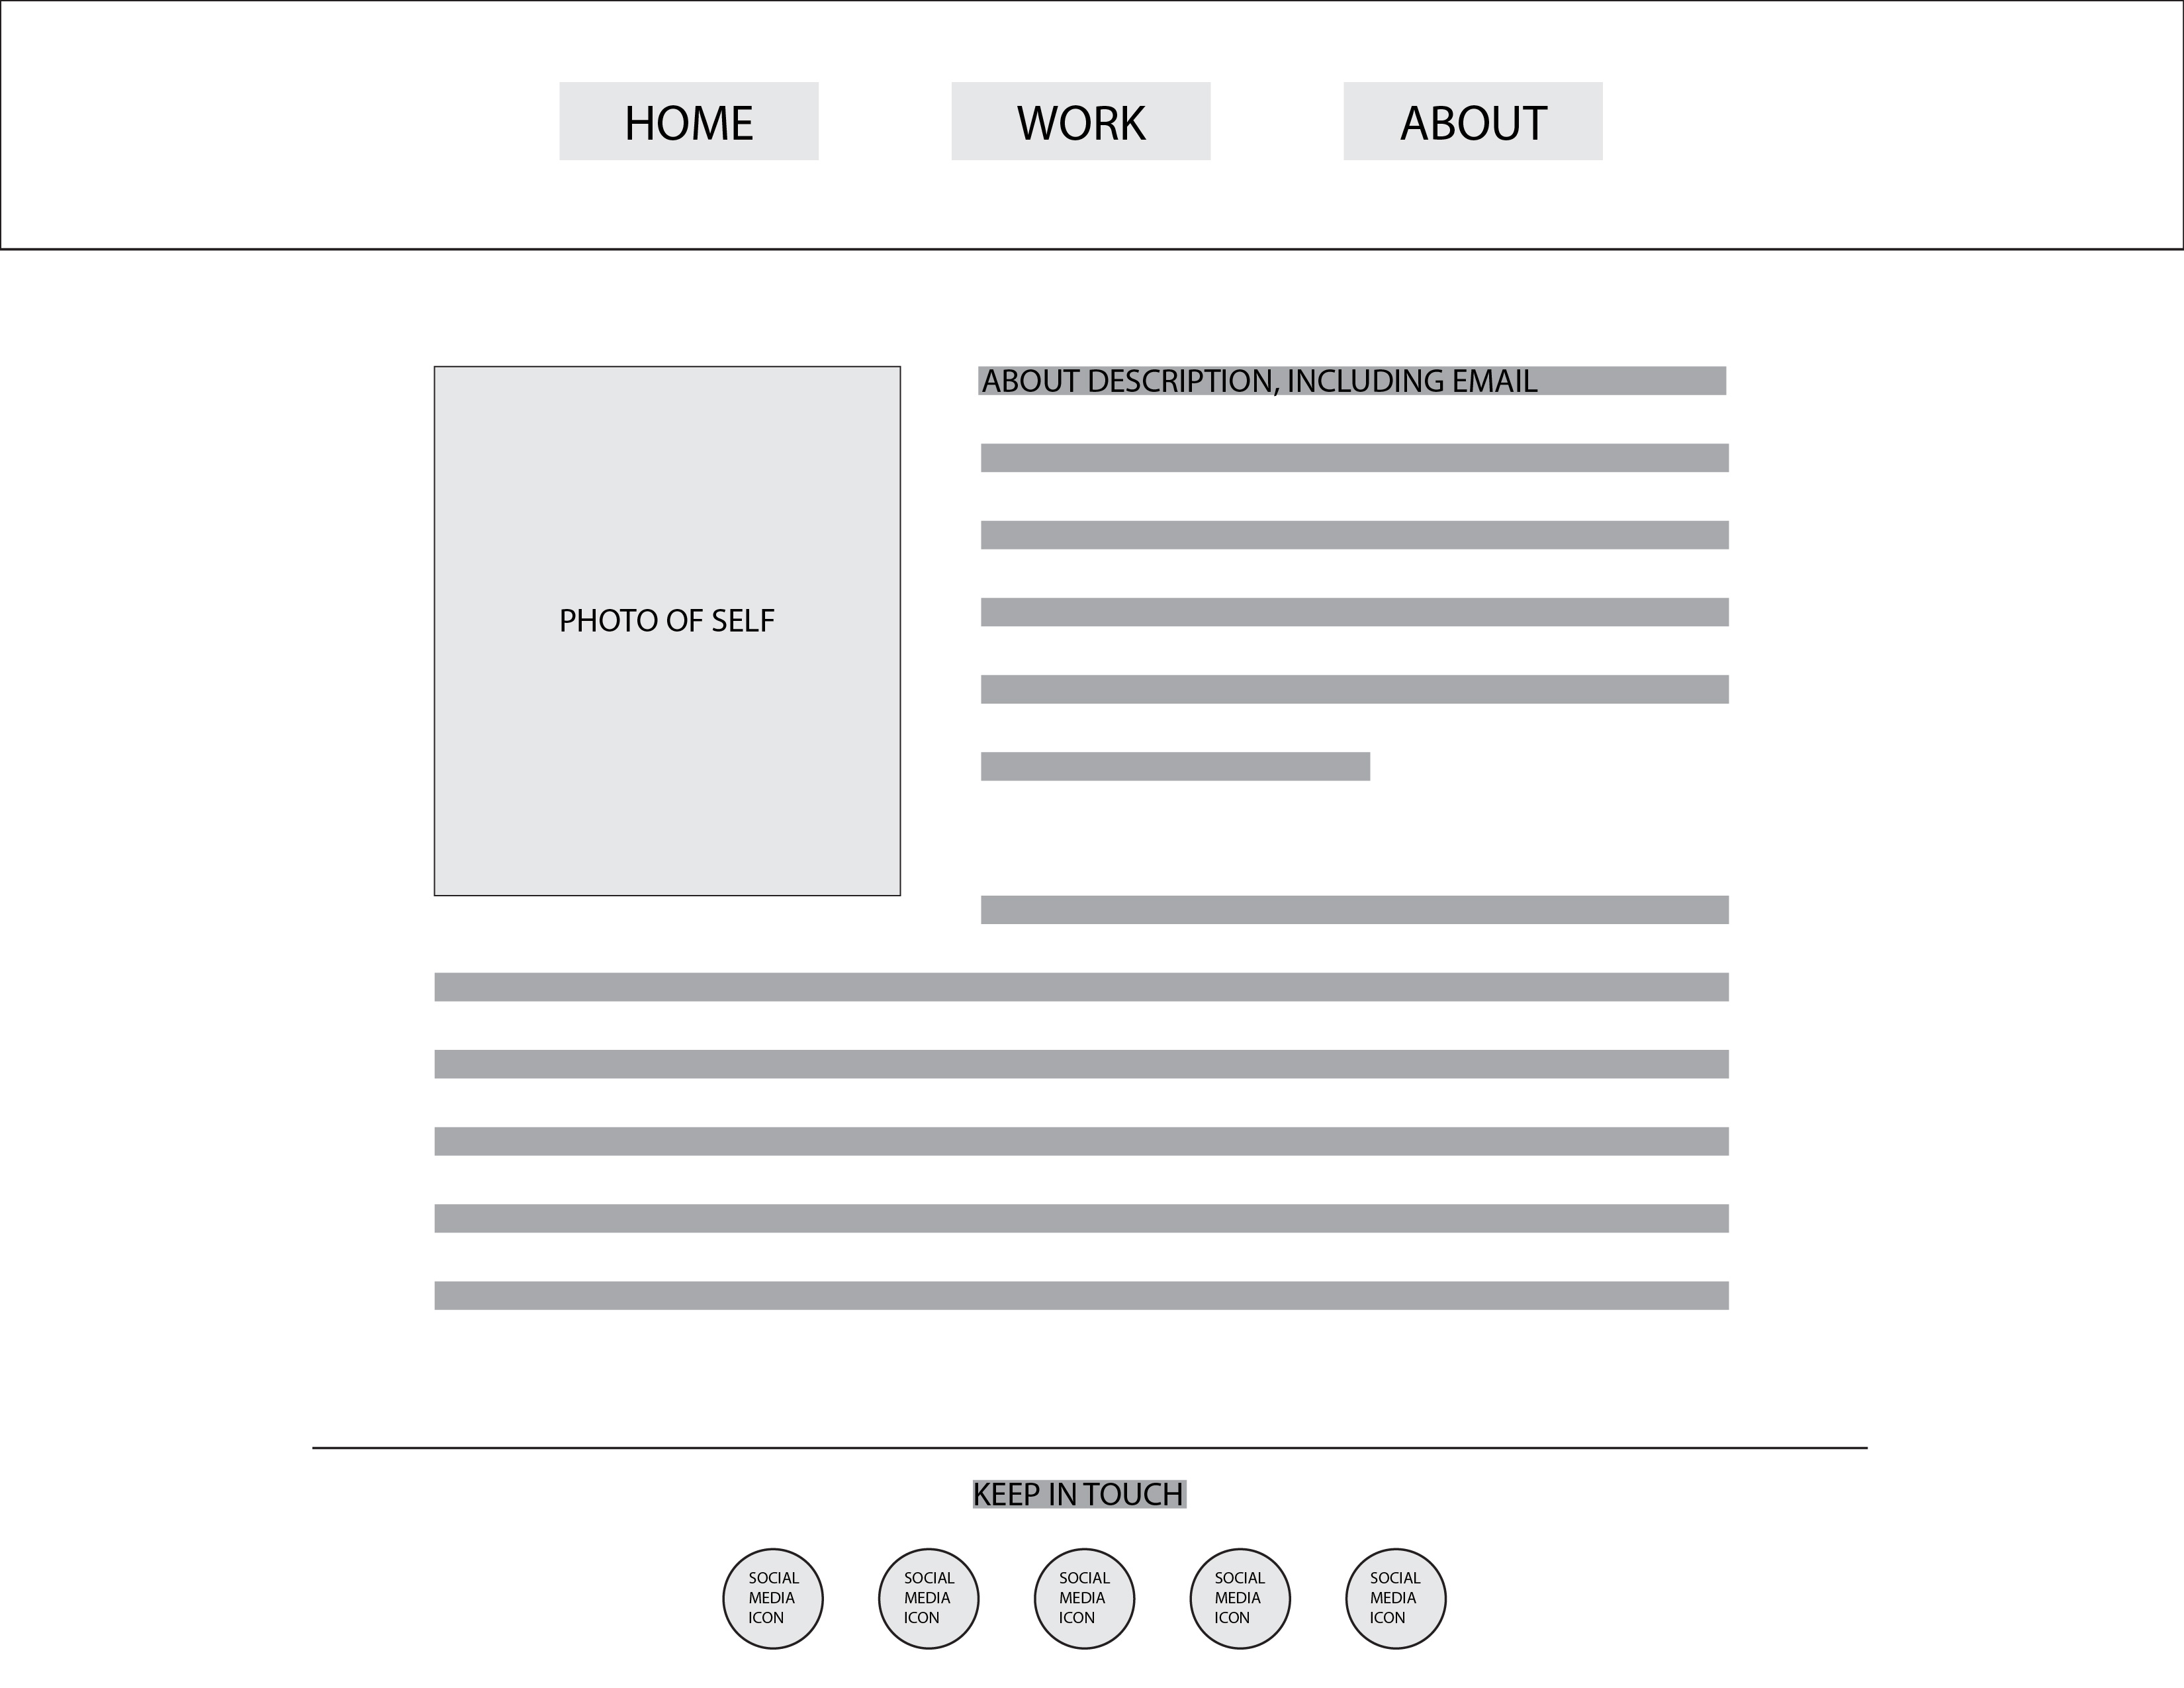 HOME
WORK
ABOUT
ABOUT DESCRIPTION, INCLUDING EMAIL
PHOTO OF SELF
KEEP IN TOUCH
SOCIAL
MEDIA
ICON
SOCIAL
MEDIA
ICON
SOCIAL
MEDIA
ICON
SOCIAL
MEDIA
ICON
SOCIAL
MEDIA
ICON